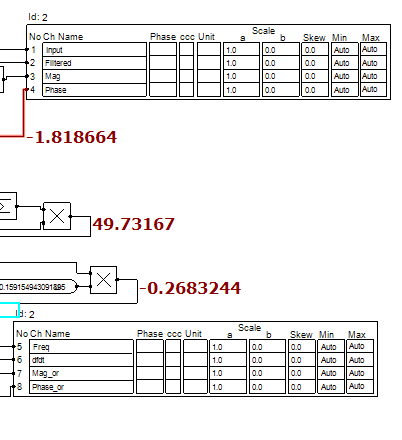 Id: 2
Scale
No Ch Name Phase ccc Unit a b Skew Min Max
1 Input 1.0 0.0 0.0 Auto Auto
2 Filtered 1.0 0.0 0.0 Auto Auto
3 Mag 1.0 0.0 0.0 Auto Auto
4 Phase 1.0 0.0 0.0 Auto Auto
-1.818664
49.73167
0.15915494309189
-0.2683244
Id: 2
Scale
No Ch Name Phase ccc Unit a b Skew Min Max
5 Freq 1.0 0.0 0.0 Auto Auto
6 dfdt 1.0 0.0 0.0 Auto Auto
7 Mag_or 1.0 0.0 0.0 Auto Auto
8 Phase_or 1.0 0.0 0.0 Auto Auto